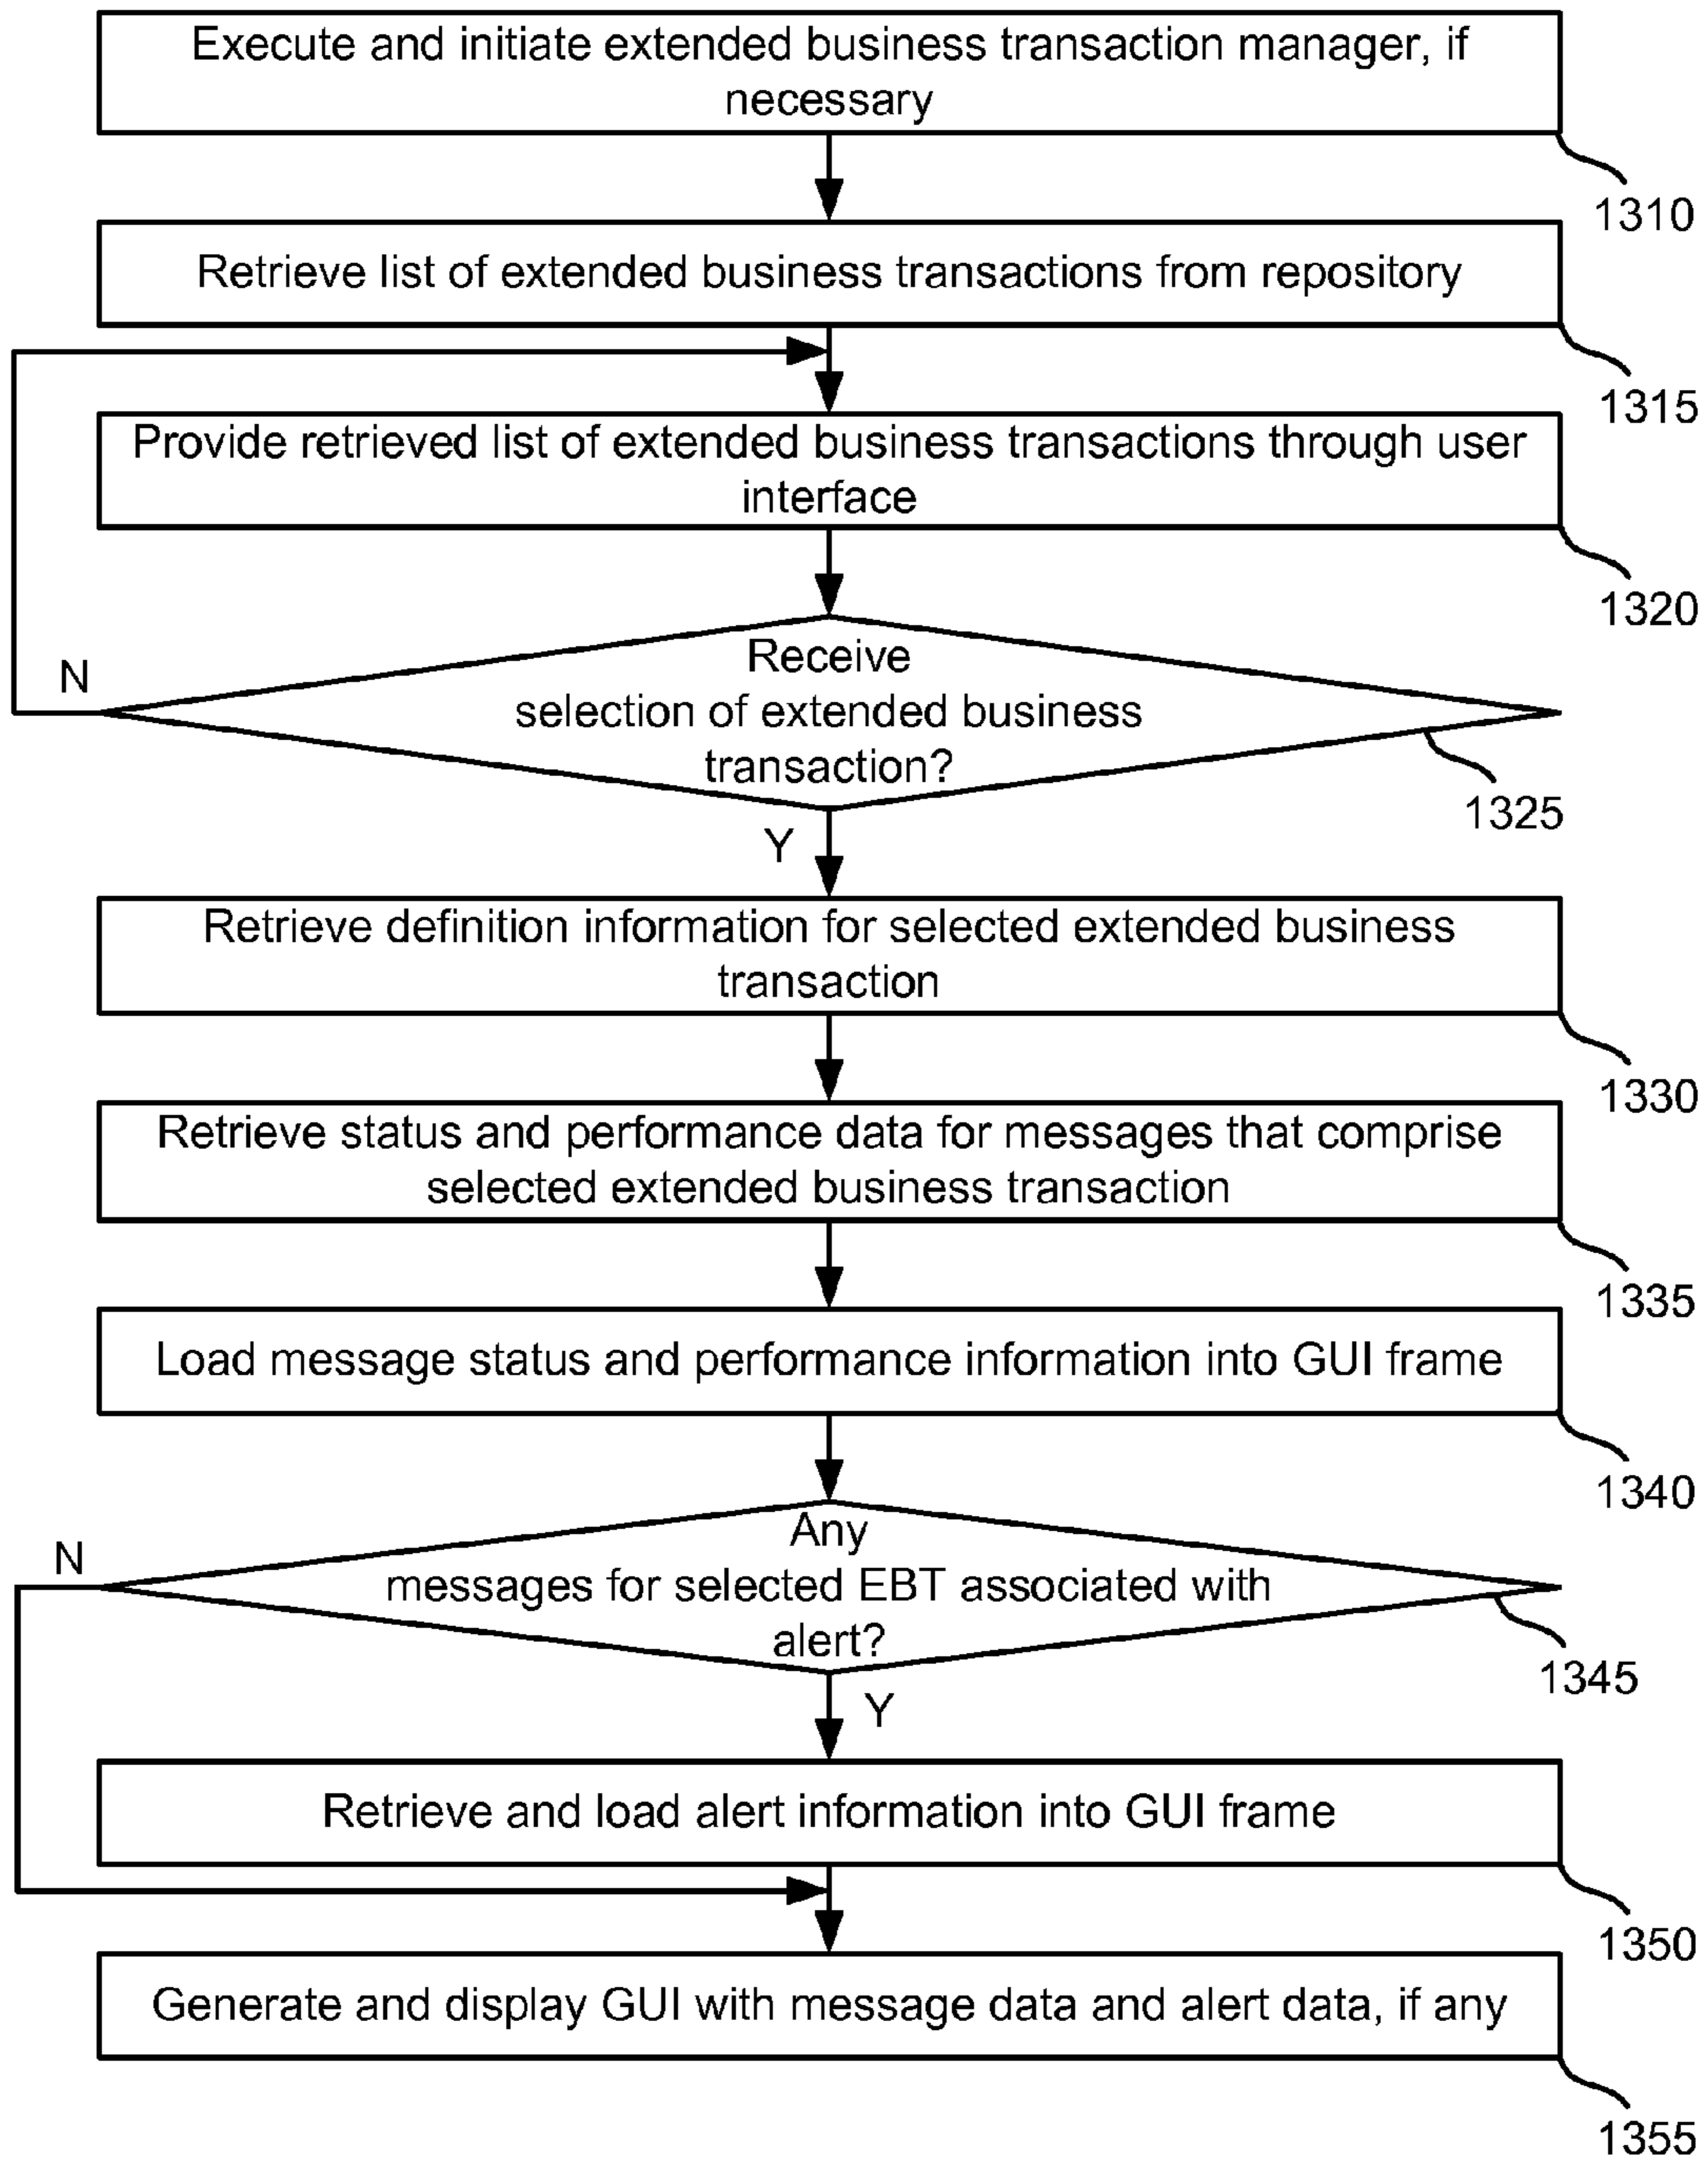 Execute and initiate extended business transaction manager, if
necessary
1310
Retrieve list of extended business transactions from repository
1315
Provide retrieved list of extended business transactions through user
interface
1320
Receive
selection of extended business
transaction?
N
1325
Y
Retrieve definition information for selected extended business
transaction
1330
Retrieve status and performance data for messages that comprise
selected extended business transaction
1335
Load message status and performance information into GUI frame
1340
Any
messages for selected EBT associated with
alert?
N
1345
Y
Retrieve and load alert information into GUI frame
1350
Generate and display GUI with message data and alert data, if any
1355